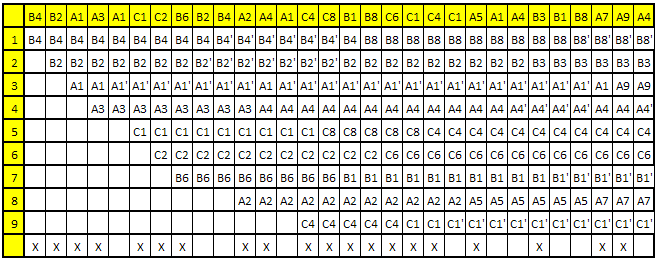 B4 B2 A1 A3 A1 C1 C2 B6 B2 B4 A2 A4 A1 C4 C8 B1 B8 C6 C1 C4 C1 A5 A1 A4 B3 B1 B8 A7 A9 A4
1 B4 B4 B4 B4 B4 B4 B4 B4 B4 B4' B4' B4' B4' B4' B4' B4 B8 B8 B8 B8 B8 B8 B8 B8 B8 B8 B8' B8' B8' B8'
2 B2 B2 B2 B2 B2 B2 B2 B2' B2' B2' B2' B2' B2' B2' B2' B2' B2' B2' B2' B2' B2' B2' B2' B3 B3 B3 B3 B3 B3
3 A1 A1 A1' A1' A1' A1' A1' A1' A1' A1' A1' A1' A1' A1' A1' A1' A1' A1' A1' A1' A1' A1' A1' A1' A1' A1' A9 A9
4 A3 A3 A3 A3 A3 A3 A3 A3 A4 A4 A4 A4 A4 A4 A4 A4 A4 A4 A4 A4 A4' A4' A4' A4' A4' A4' A4'
5 C1 C1 C1 C1 C1 C1 C1 C1 C1 C1 C8 C8 C8 C8 C8 C4 C4 C4 C4 C4 C4 C4 C4 C4 C4 C4
6 C2 C2 C2 C2 C2 C2 C2 C2 C2 C2 C2 C6 C6 C6 C6 C6 C6 C6 C6 C6 C6 C6 C6 C6
7 B6 B6 B6 B6 B6 B6 B6 B6 B1 B1 B1 B1 B1 B1 B1 B1 B1 B1 B1' B1' B1' B1' B1'
8 A2 A2 A2 A2 A2 A2 A2 A2 A2 A2 A2 A5 A5 A5 A5 A5 A5 A7 A7 A7
9 C4 C4 C4 C4 C4 C1 C1 C1' C1' C1' C1' C1' C1' C1' C1' C1' C1'
X X X X X X X X X X X X X X X X X X X X